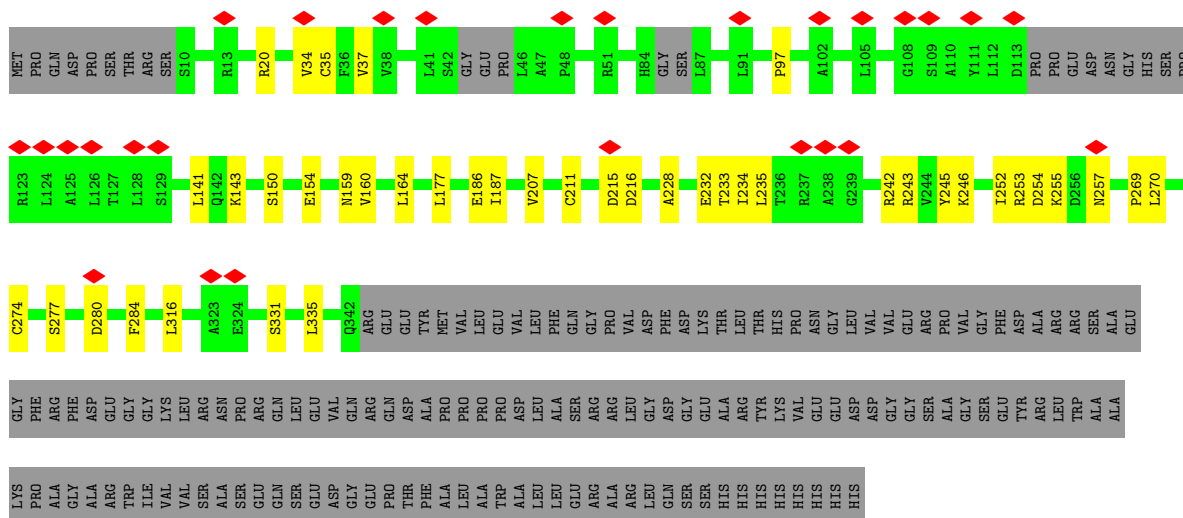 MET PRO GLN ASP PRO SER THR ARG SER S10 R13 R20 V34 C35 F36 V37 V38 L41 S42 GLY GLU PRO L46 A47 P48 R51 H84 GLY SER L87 L91 P97 A102 L105 G108 S109 A110 Y111 L112 D113 PRO PRO GLU ASP ASN GLY HIS SER PRO
R123 L124 A125 L126 T127 L128 S129 L141 Q142 K143 S150 E154 N159 V160 L164 L177 E186 I187 V207 C211 D215 D216 A228 E232 T233 I234 L235 T236 R237 A238 G239 R242 R243 V244 Y245 K246 I252 R253 D254 K255 D256 N257 P269 L270
C274 S277 D280 F284 L316 A323 E324 S331 L335 Q342 ARG GLU GLU TYR MET VAL LEU GLU VAL LEU PHE GLN GLY PRO VAL ASP PHE ASP LYS THR LEU THR HIS PRO ASN GLY LEU VAL VAL GLU ARG PRO VAL GLY PHE ASP ALA ARG ARG SER ALA GLU
GLY PHE ARG PHE ASP GLU GLY GLY LYS LEU ARG ASN PRO ARG GLN LEU GLU VAL GLN ARG GLN ASP ALA PRO PRO PRO PRO ASP LEU ALA SER ARG ARG LEU GLY ASP GLY GLU ALA ARG TYR LYS VAL GLU GLU ASP ASP GLY GLY SER ALA GLY SER GLU TYR ARG LEU TRP ALA ALA
LYS PRO ALA GLY ALA ARG TRP ILE VAL VAL SER ALA SER GLU GLN SER GLU ASP GLY GLU PRO THR PHE ALA LEU ALA TRP ALA LEU LEU GLU ARG ALA ARG LEU GLN SER SER HIS HIS HIS HIS HIS HIS HIS HIS